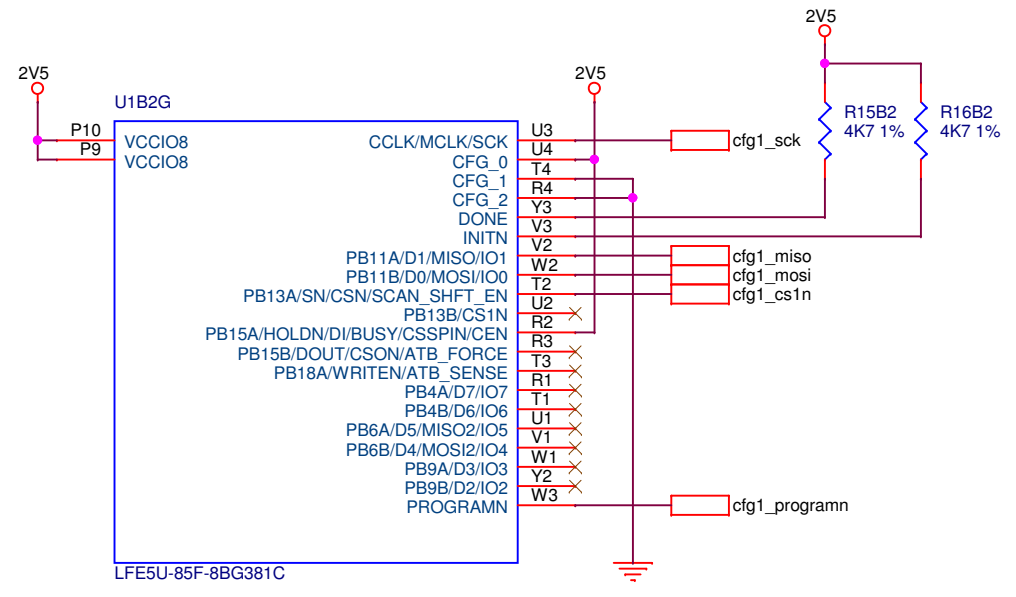 2V5
2V5
2V5
U1B2G
R15B2
4K7 1%
R16B2
4K7 1%
P10
VCCIO8
P9
VCCIO8
CCLK/MCLK/SCK
U3
cfg1_sck
CFG_0
U4
CFG_1
T4
CFG_2
R4
DONE
Y3
INITN
V3
PB11A/D1/MISO/IO1
V2
cfg1_miso
PB11B/D0/MOSI/IO0
W2
cfg1_mosi
PB13A/SN/CSN/SCAN_SHFT_EN
T2
cfg1_cs1n
PB13B/CS1N
U2
PB15A/HOLDN/DI/BUSY/CSSPIN/CEN
R2
PB15B/DOUT/CSON/ATB_FORCE
R3
PB18A/WRITEN/ATB_SENSE
T3
PB4A/D7/IO7
R1
PB4B/D6/IO6
T1
PB6A/D5/MISO2/IO5
U1
PB6B/D4/MOSI2/IO4
V1
PB9A/D3/IO3
W1
PB9B/D2/IO2
Y2
PROGRAMN
W3
cfg1_programn
LFE5U-85F-8BG381C